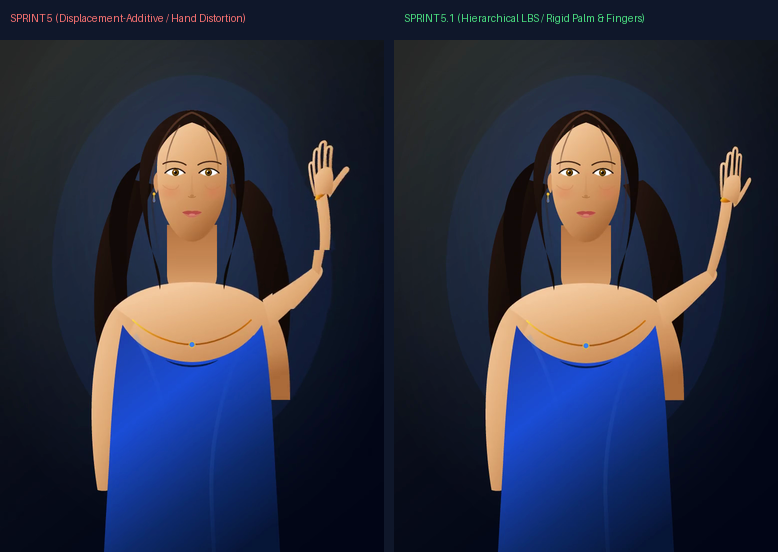 SPRINT5 (Displacement-Additive / Hand Distortion)
SPRINT5.1 (Hierarchical LBS / Rigid Palm & Fingers)